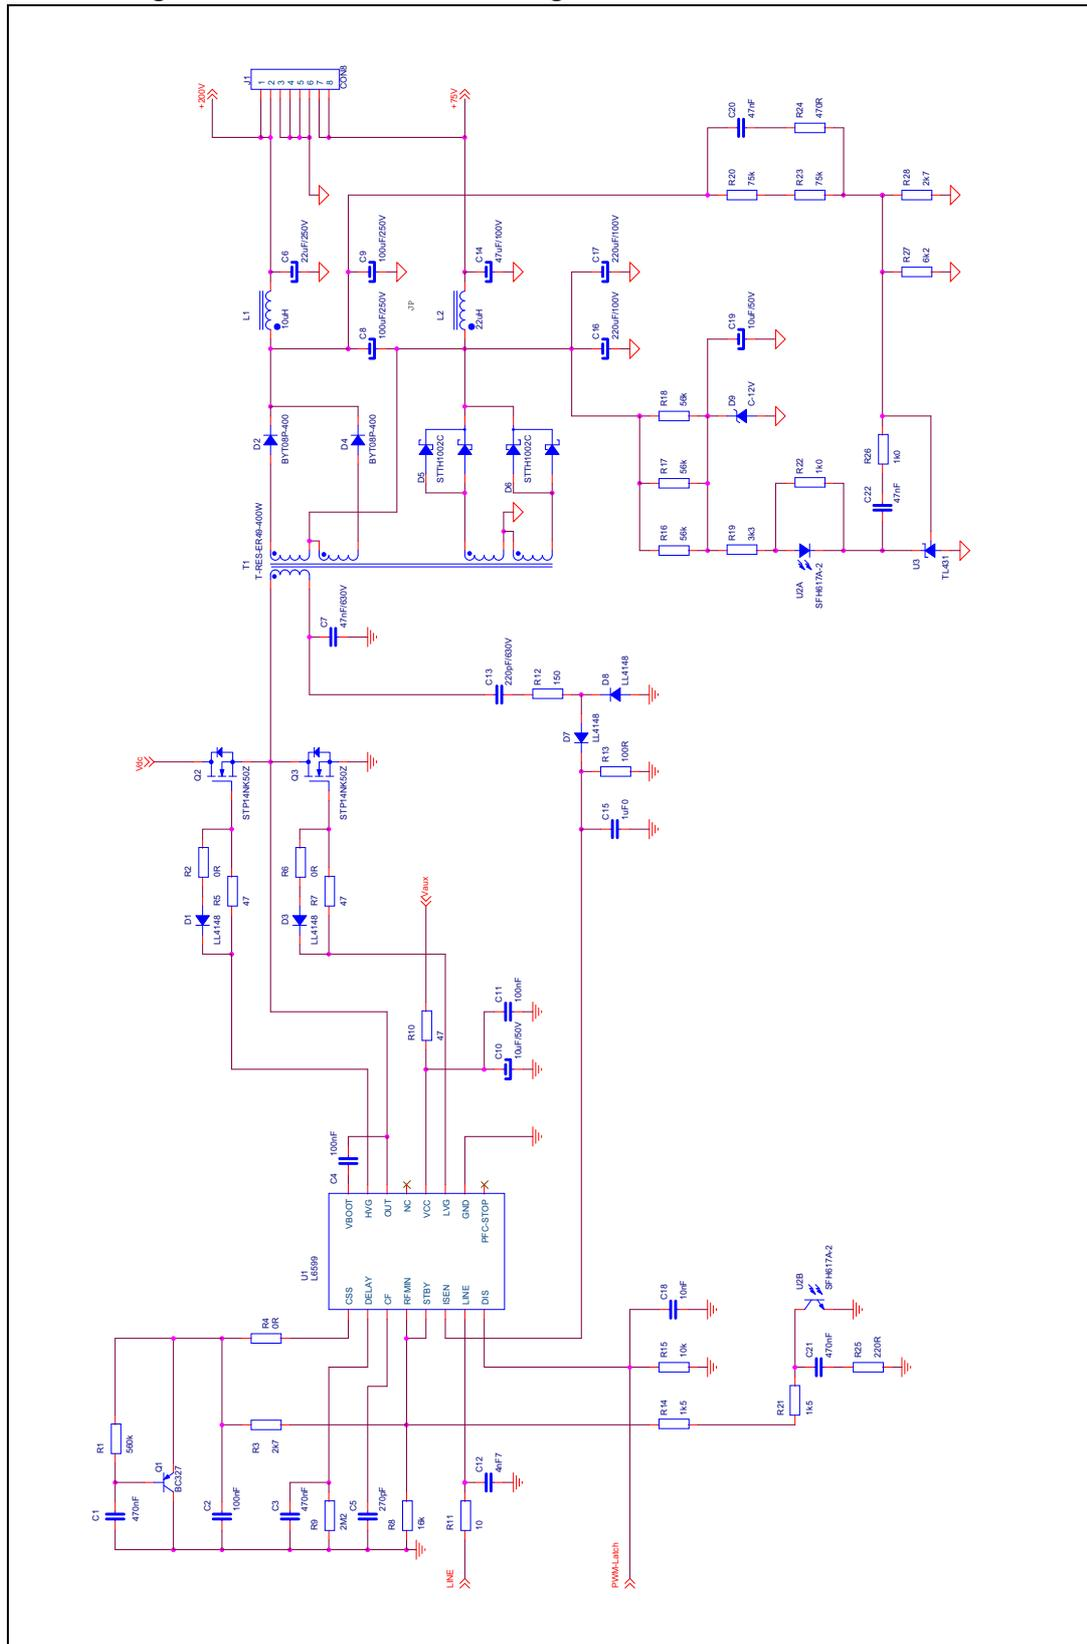 +200V
J1
1
2
3
4
5
6
7
8
CON8
+75V
C20
47nF
R24
470R
R20
75k
R23
75k
R28
2k7
R27
6k2
L1
10uH
C6
22uF/250V
C9
100uF/250V
C8
100uF/250V
JP
L2
22uH
C14
47uF/100V
C17
220uF/100V
C16
220uF/100V
C19
10uF/50V
D2
BYT08P-400
D4
BYT08P-400
D5
STTH1002C
D6
STTH1002C
R18
56k
R17
56k
R16
56k
D9
C-12V
R19
3k3
R22
1k0
U2A
SFH617A-2
R26
1k0
C22
47nF
U3
TL431
T1
T-RES-ER49-400W
C7
47nF/630V
C13
220pF/630V
R12
150
D8
LL4148
D7
LL4148
R13
100R
C15
1uF0
Vdc
Q2
STP14NK50Z
Q3
STP14NK50Z
R2
0R
D1
LL4148
R5
47
R6
0R
D3
LL4148
R7
47
Vaux
R10
47
C11
100nF
C10
10uF/50V
C4
100nF
U1
L6599
VBOOT
HVG
OUT
NC
VCC
LVG
GND
PFC-STOP
CSS
DELAY
CF
RFMIN
STBY
ISEN
LINE
DIS
R4
0R
R1
560k
C1
470nF
Q1
BC327
R3
2k7
C2
100nF
C3
470nF
R9
2M2
C5
270pF
R8
16k
R11
10
C12
4nF7
LINE
PWM-Latch
C18
10nF
R15
10k
R14
1k5
R21
1k5
C21
470nF
R25
220R
U2B
SFH617A-2